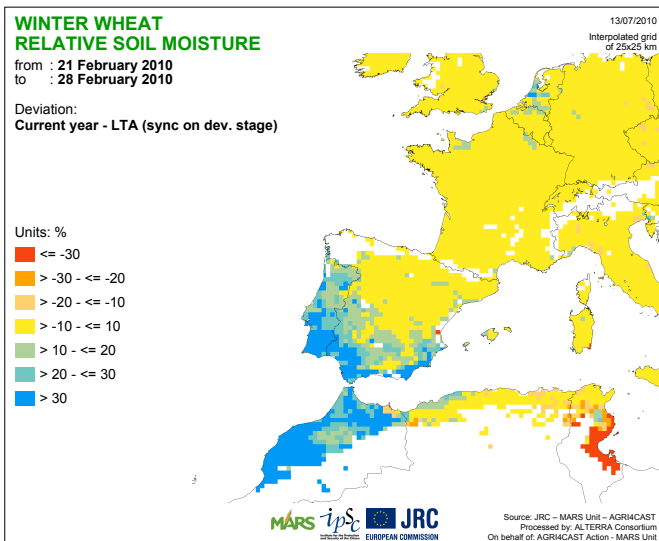 WINTER WHEAT
RELATIVE SOIL MOISTURE
from : 21 February 2010
to : 28 February 2010
Deviation:
Current year - LTA (sync on dev. stage)
13/07/2010
Interpolated grid
of 25x25 km
Units: %
<= -30
> -30 - <= -20
> -20 - <= -10
> -10 - <= 10
> 10 - <= 20
> 20 - <= 30
> 30
MARS
ipsc
JRC
EUROPEAN COMMISSION
Source: JRC – MARS Unit – AGRI4CAST
Processed by: ALTERRA Consortium
On behalf of: AGRI4CAST Action - MARS Unit